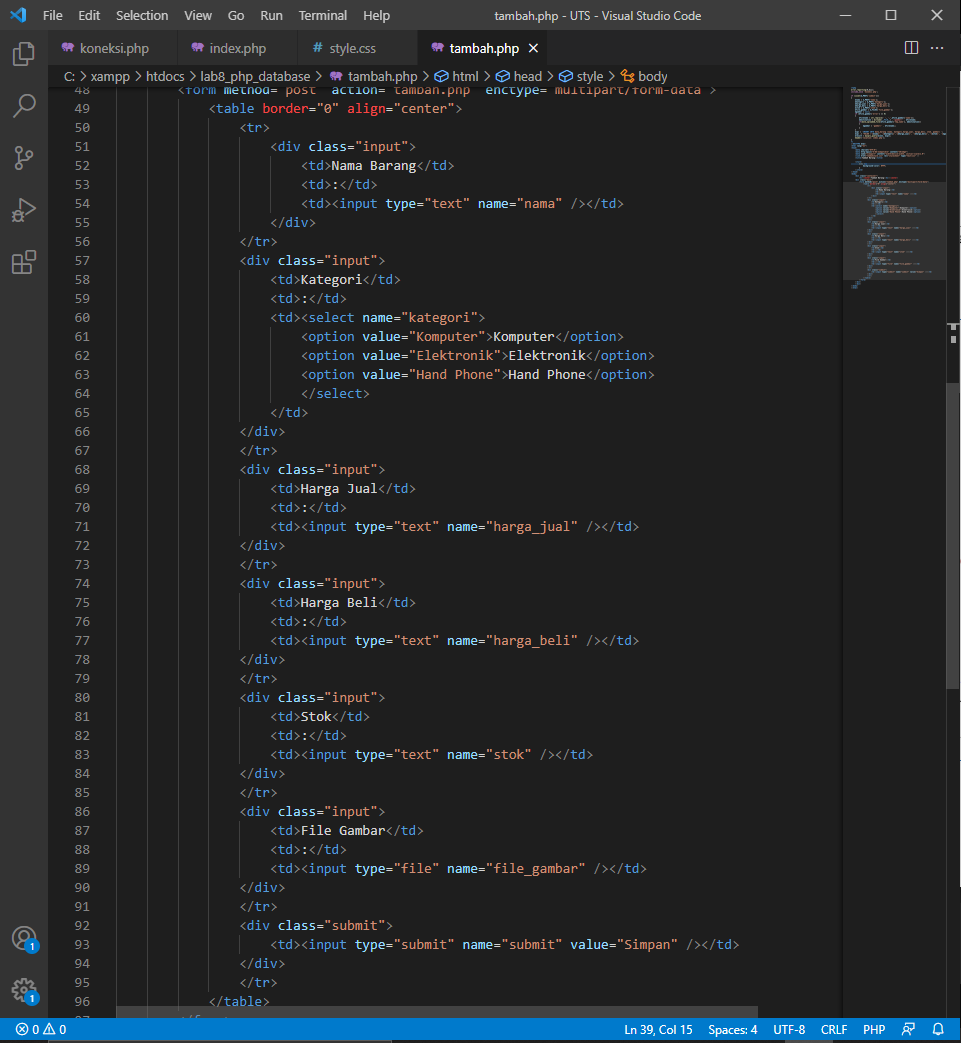 File Edit Selection View Go Run Terminal Help tambah.php - UTS - Visual Studio Code
koneksi.php index.php # style.css tambah.php ×
C: > xampp > htdocs > lab8_php_database > tambah.php > html > head > style > body
48 <form method="post" action="tambah.php" enctype="multipart/form-data">
49 <table border="0" align="center">
50 <tr>
51 <div class="input">
52 <td>Nama Barang</td>
53 <td>:</td>
54 <td><input type="text" name="nama" /></td>
55 </div>
56 </tr>
57 <div class="input">
58 <td>Kategori</td>
59 <td>:</td>
60 <td><select name="kategori">
61 <option value="Komputer">Komputer</option>
62 <option value="Elektronik">Elektronik</option>
63 <option value="Hand Phone">Hand Phone</option>
64 </select>
65 </td>
66 </div>
67 </tr>
68 <div class="input">
69 <td>Harga Jual</td>
70 <td>:</td>
71 <td><input type="text" name="harga_jual" /></td>
72 </div>
73 </tr>
74 <div class="input">
75 <td>Harga Beli</td>
76 <td>:</td>
77 <td><input type="text" name="harga_beli" /></td>
78 </div>
79 </tr>
80 <div class="input">
81 <td>Stok</td>
82 <td>:</td>
83 <td><input type="text" name="stok" /></td>
84 </div>
85 </tr>
86 <div class="input">
87 <td>File Gambar</td>
88 <td>:</td>
89 <td><input type="file" name="file_gambar" /></td>
90 </div>
91 </tr>
92 <div class="submit">
93 <td><input type="submit" name="submit" value="Simpan" /></td>
94 </div>
95 </tr>
96 </table>
1
1
0 0 Ln 39, Col 15 Spaces: 4 UTF-8 CRLF PHP